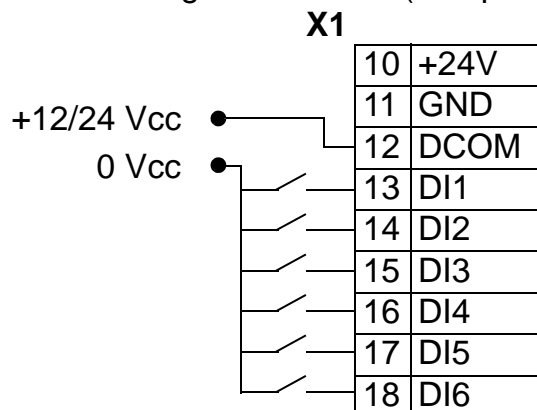 X1
10 +24V
11 GND
+12/24 Vcc
12 DCOM
0 Vcc
13 DI1
14 DI2
15 DI3
16 DI4
17 DI5
18 DI6